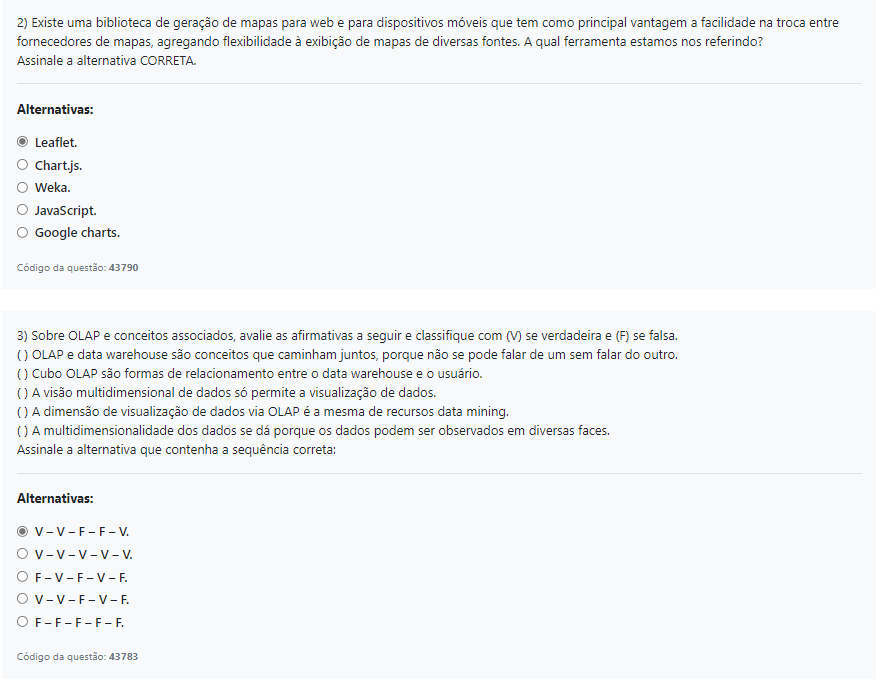 2) Existe uma biblioteca de geração de mapas para web e para dispositivos móveis que tem como principal vantagem a facilidade na troca entre
fornecedores de mapas, agregando flexibilidade à exibição de mapas de diversas fontes. A qual ferramenta estamos nos referindo?
Assinale a alternativa CORRETA.
Alternativas:
Leaflet.
Chart.js.
Weka.
JavaScript.
Google charts.
Código da questão: 43790
3) Sobre OLAP e conceitos associados, avalie as afirmativas a seguir e classifique com (V) se verdadeira e (F) se falsa.
( ) OLAP e data warehouse são conceitos que caminham juntos, porque não se pode falar de um sem falar do outro.
( ) Cubo OLAP são formas de relacionamento entre o data warehouse e o usuário.
( ) A visão multidimensional de dados só permite a visualização de dados.
( ) A dimensão de visualização de dados via OLAP é a mesma de recursos data mining.
( ) A multidimensionalidade dos dados se dá porque os dados podem ser observados em diversas faces.
Assinale a alternativa que contenha a sequência correta:
Alternativas:
V – V – F – F – V.
V – V – V – V – V.
F – V – F – V – F.
V – V – F – V – F.
F – F – F – F – F.
Código da questão: 43783